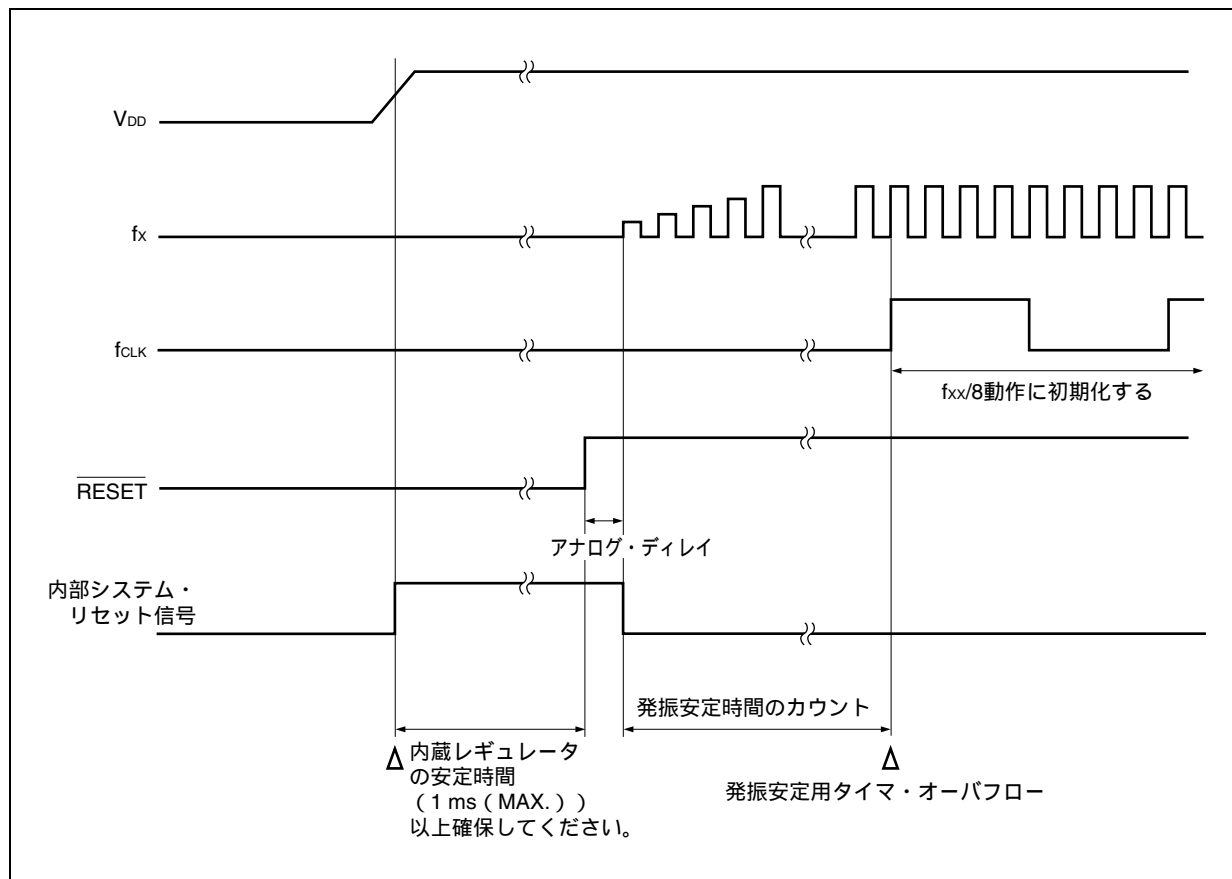 VDD
fX
fCLK
fXX/8動作に初期化する
RESET
アナログ・ディレイ
内部システム・
リセット信号
発振安定時間のカウント
内蔵レギュレータ
の安定時間
（1 ms（MAX.））
以上確保してください。
発振安定用タイマ・オーバフロー